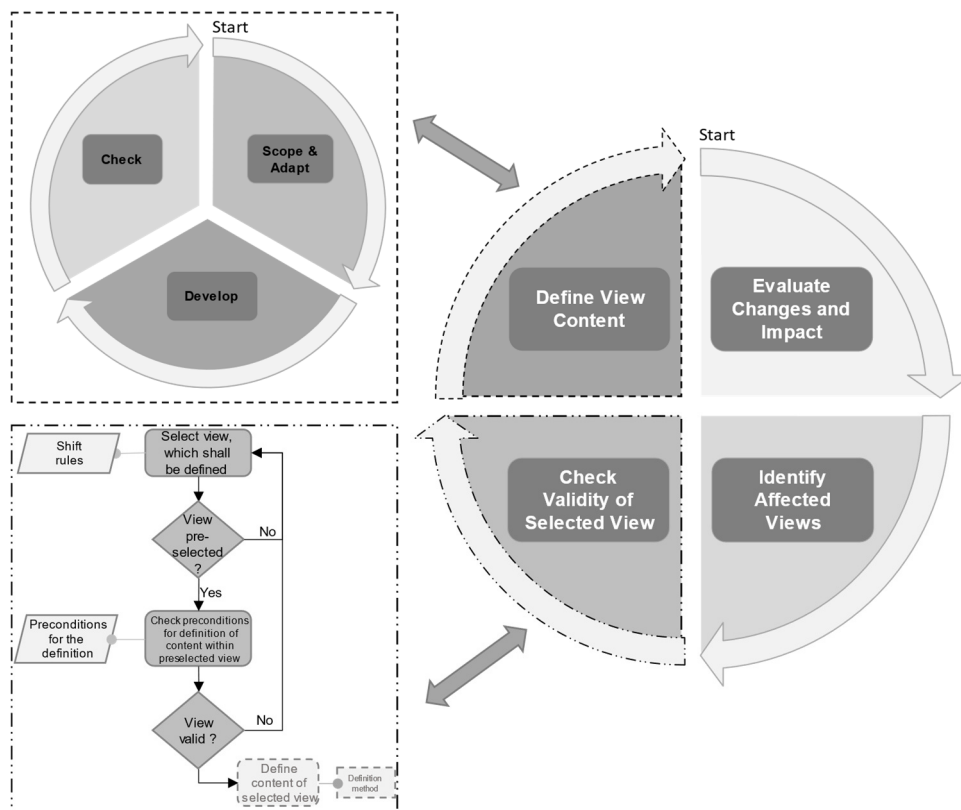 Start
Check
Scope &
Adapt
Develop
Start
Define View
Content
Evaluate
Changes and
Impact
Check
Validity of
Selected View
Identify
Affected
Views
Shift
rules
Select view,
which shall
be defined
View
pre-
selected
?
No
Yes
Preconditions
for the
definition
Check preconditions
for definition of
content within
preselected view
View
valid ?
No
Define
content of
selected view
Definition
method